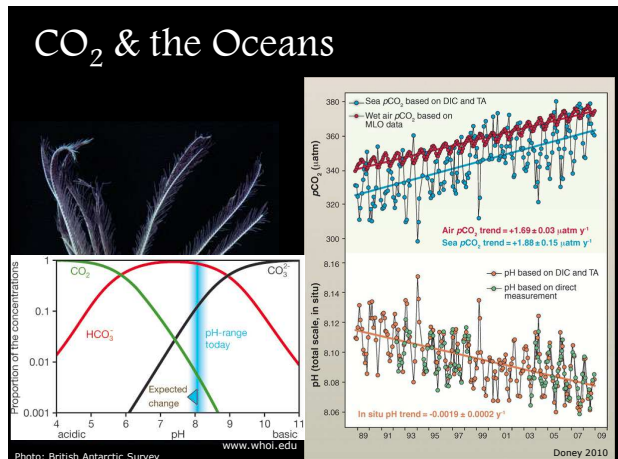 CO₂ & the Oceans
Sea pCO₂ based on DIC and TA
Wet air pCO₂ based on
MLO data
380
360
340
320
300
pCO₂ (µatm)
Air pCO₂ trend = +1.69 ± 0.03 µatm y⁻¹
Sea pCO₂ trend = +1.88 ± 0.15 µatm y⁻¹
8.16
8.14
8.12
8.10
8.08
8.06
pH (total scale, in situ)
pH based on DIC and TA
pH based on direct
measurement
In situ pH trend = -0.0019 ± 0.0002 y⁻¹
89 91 93 95 97 99 01 03 05 07 09
Doney 2010
Proportion of the concentrations
1
0.1
0.01
0.001
CO₂
CO₃²⁻
HCO₃⁻
pH-range
today
Expected
change
4 5 6 7 8 9 10 11
acidic pH basic
www.whoi.edu
Photo: British Antarctic Survey